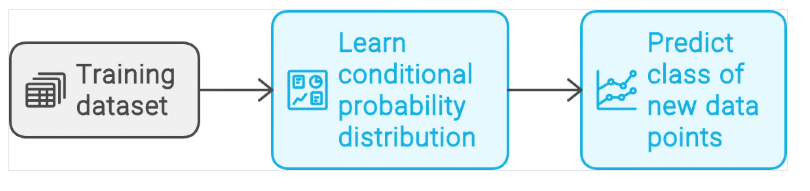 Training
dataset
Learn
conditional
probability
distribution
Predict
class of
new data
points